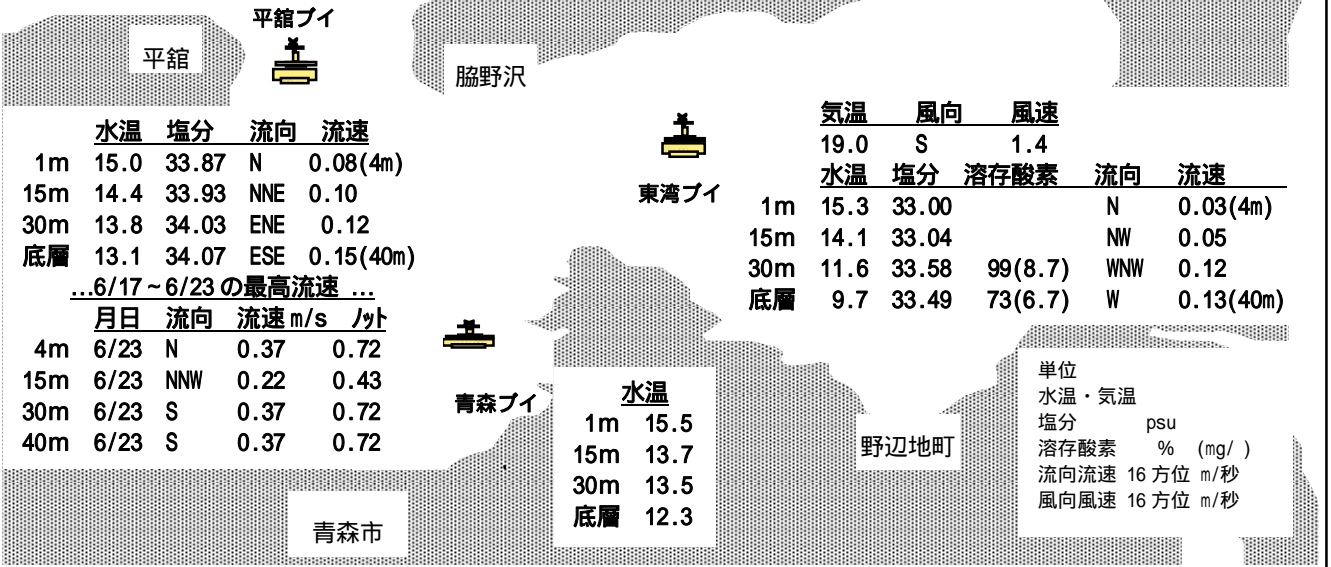 平舘ブイ
平舘
脇野沢
水温 塩分 流向 流速
1m 15.0 33.87 N 0.08(4m)
15m 14.4 33.93 NNE 0.10
30m 13.8 34.03 ENE 0.12
底層 13.1 34.07 ESE 0.15(40m)
…6/17～6/23の最高流速 …
月日 流向 流速m/s ノット
4m 6/23 N 0.37 0.72
15m 6/23 NNW 0.22 0.43
30m 6/23 S 0.37 0.72
40m 6/23 S 0.37 0.72
東湾ブイ
気温 風向 風速
19.0 S 1.4
水温 塩分 溶存酸素 流向 流速
1m 15.3 33.00 N 0.03(4m)
15m 14.1 33.04 NW 0.05
30m 11.6 33.58 99(8.7) WNW 0.12
底層 9.7 33.49 73(6.7) W 0.13(40m)
青森ブイ
水温
1m 15.5
15m 13.7
30m 13.5
底層 12.3
野辺地町
青森市
単位
水温・気温
塩分 psu
溶存酸素 % (mg/ )
流向流速 16方位 m/秒
風向風速 16方位 m/秒